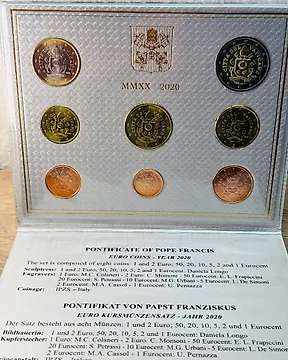 MMXX - 2020
PONTIFICATE OF POPE FRANCIS
EURO COINS - YEAR 2020
The set is composed of eight coins: 1 and 2 Euro; 50, 20, 10, 5, 2 and 1 Eurocent.
Sculptress: 1 and 2 Euro; 50, 20, 10, 5, 2 and 1 Eurocent: Daniela Longo
Engravers: 1 Euro: M.C. Colaneri - 2 Euro: C. Momoni - 50 Eurocent: E. L. Frapiccini
20 Eurocent: S. Petrassi - 10 Eurocent: M.G. Urbani - 5 Eurocent: L. De Simoni
2 Eurocent: M.A. Cassol - 1 Eurocent: U. Pernazza
Coinage: IPZS - Italy
PONTIFIKAT VON PAPST FRANZISKUS
EURO KURSMÜNZENSATZ - JAHR 2020
Der Satz besteht aus acht Münzen: 1 und 2 Euro; 50, 20, 10, 5, 2 und 1 Eurocent.
Bildhauerin: 1 und 2 Euro; 50, 20, 10, 5, 2 und 1 Eurocent: Daniela Longo
Kupferstecher: 1 Euro: M.C. Colaneri - 2 Euro: C. Momoni - 50 Eurocent: E. L. Frapiccini
20 Eurocent: S. Petrassi - 10 Eurocent: M.G. Urbani - 5 Eurocent: L. De Simoni
2 Eurocent: M.A. Cassol - 1 Eurocent: U. Pernazza